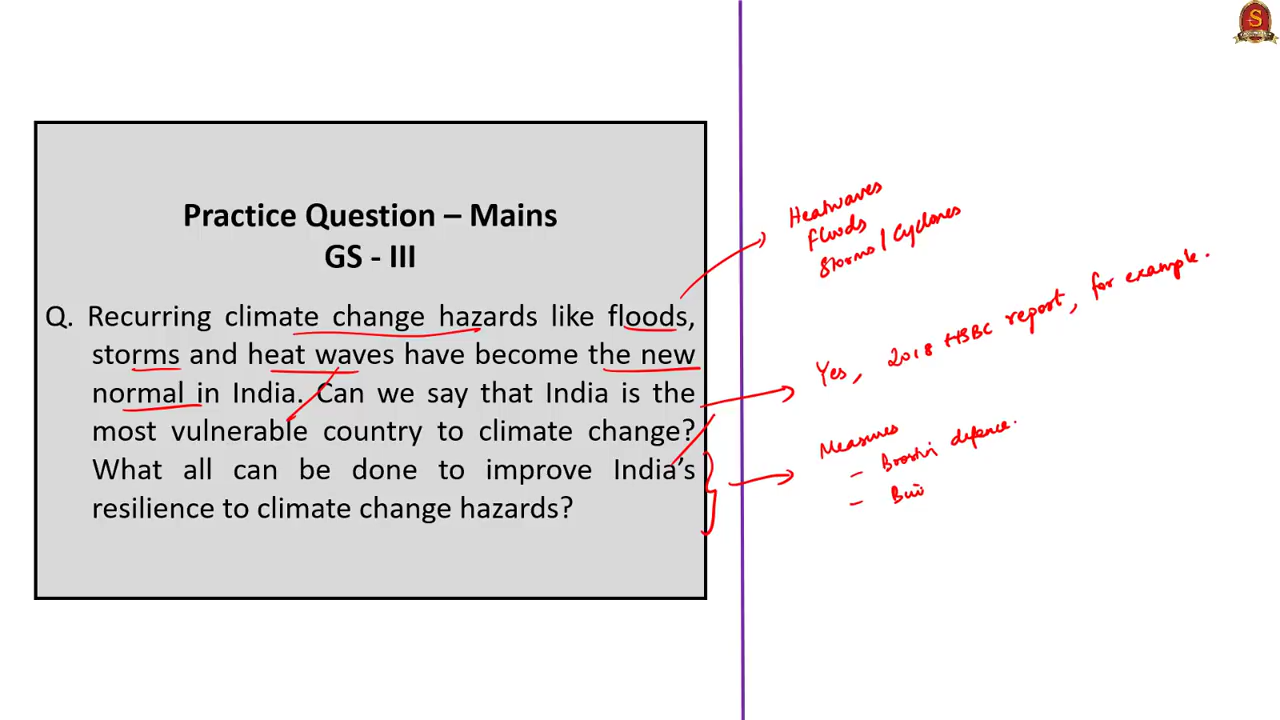 S
Practice Question – Mains
GS - III
Q. Recurring climate change hazards like floods,
storms and heat waves have become the new
normal in India. Can we say that India is the
most vulnerable country to climate change?
What all can be done to improve India's
resilience to climate change hazards?
Heatwaves
Floods
Storms / Cyclones
Yes, 2018 HSBC report, for example.
Measures
- defence.
-